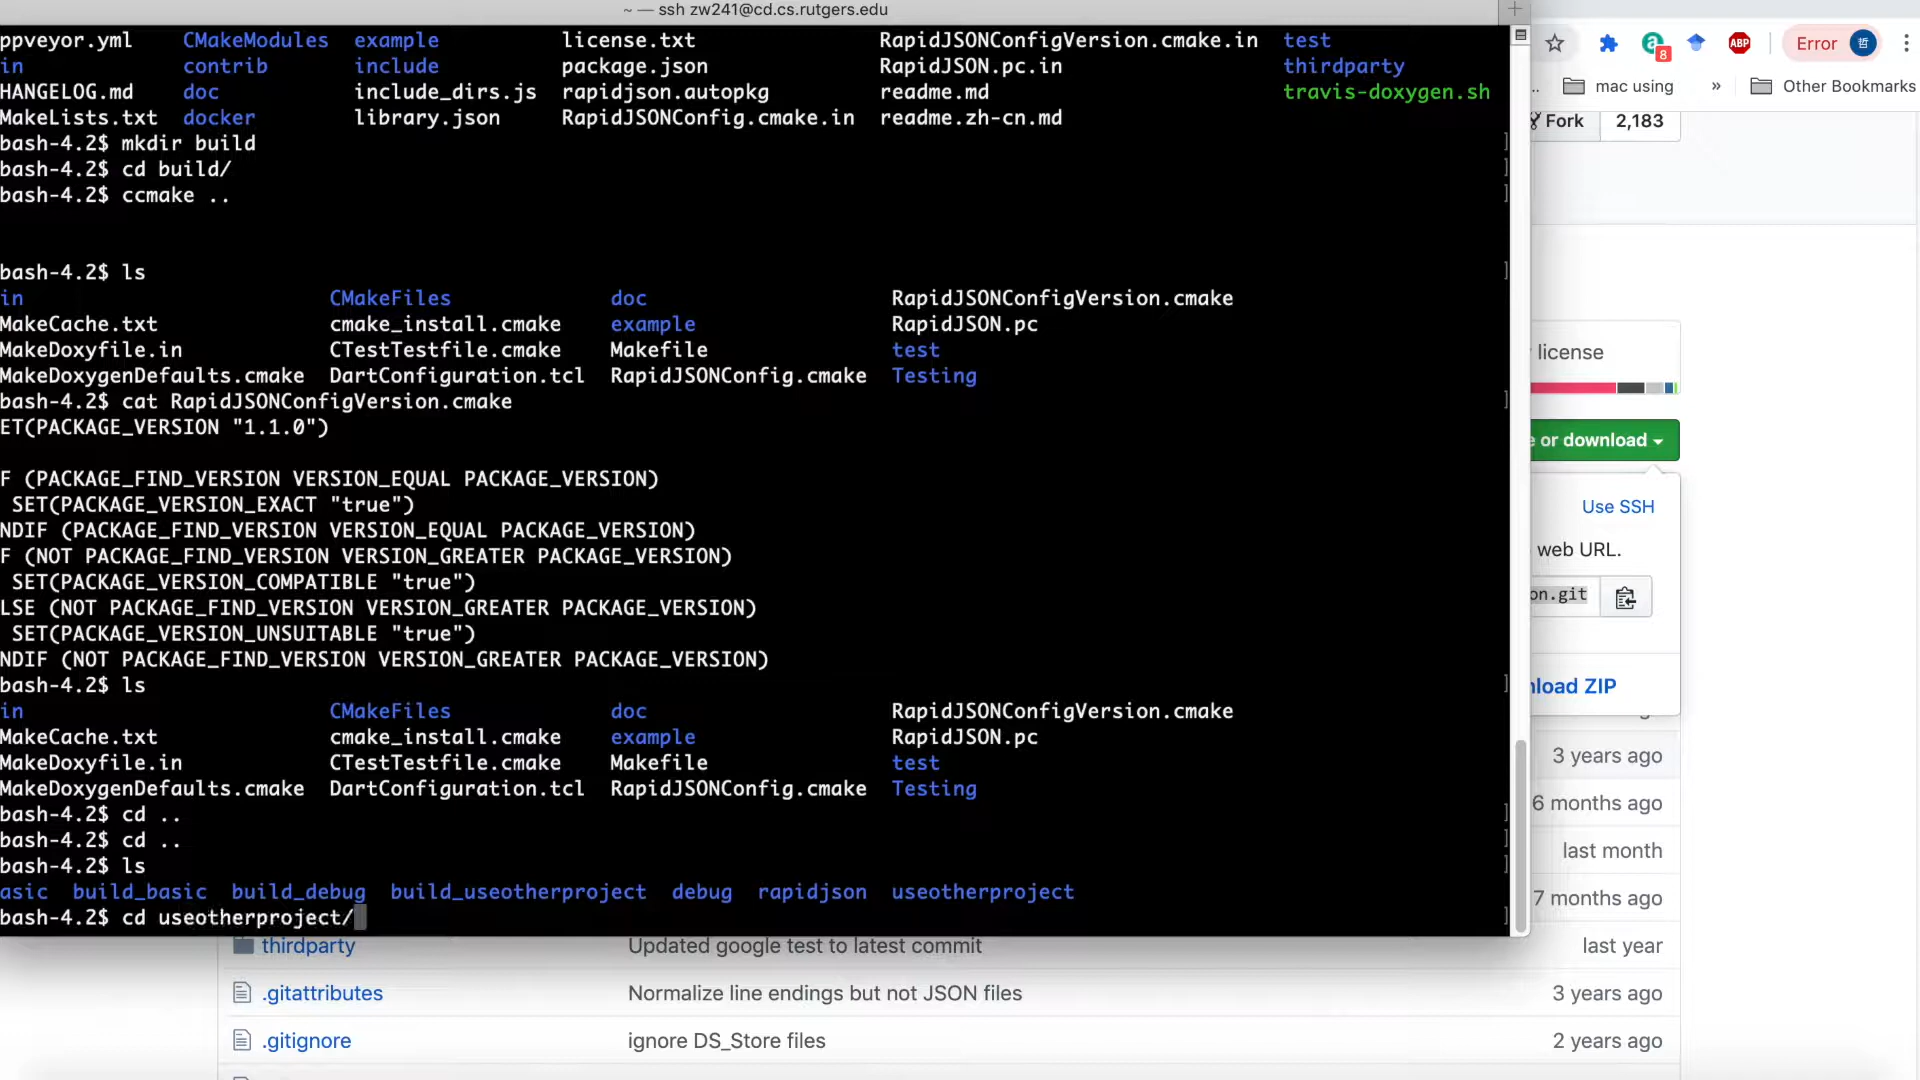 ~ — ssh zw241@cd.cs.rutgers.edu
ppveyor.yml CMakeModules example license.txt RapidJSONConfigVersion.cmake.in test
in contrib include package.json RapidJSON.pc.in thirdparty
HANGELOG.md doc include_dirs.js rapidjson.autopkg readme.md travis-doxygen.sh
MakeLists.txt docker library.json RapidJSONConfig.cmake.in readme.zh-cn.md
bash-4.2$ mkdir build
bash-4.2$ cd build/
bash-4.2$ ccmake ..
bash-4.2$ ls
in CMakeFiles doc RapidJSONConfigVersion.cmake
MakeCache.txt cmake_install.cmake example RapidJSON.pc
MakeDoxyfile.in CTestTestfile.cmake Makefile test
MakeDoxygenDefaults.cmake DartConfiguration.tcl RapidJSONConfig.cmake Testing
bash-4.2$ cat RapidJSONConfigVersion.cmake
ET(PACKAGE_VERSION "1.1.0")
F (PACKAGE_FIND_VERSION VERSION_EQUAL PACKAGE_VERSION)
SET(PACKAGE_VERSION_EXACT "true")
NDIF (PACKAGE_FIND_VERSION VERSION_EQUAL PACKAGE_VERSION)
F (NOT PACKAGE_FIND_VERSION VERSION_GREATER PACKAGE_VERSION)
SET(PACKAGE_VERSION_COMPATIBLE "true")
LSE (NOT PACKAGE_FIND_VERSION VERSION_GREATER PACKAGE_VERSION)
SET(PACKAGE_VERSION_UNSUITABLE "true")
NDIF (NOT PACKAGE_FIND_VERSION VERSION_GREATER PACKAGE_VERSION)
bash-4.2$ ls
in CMakeFiles doc RapidJSONConfigVersion.cmake
MakeCache.txt cmake_install.cmake example RapidJSON.pc
MakeDoxyfile.in CTestTestfile.cmake Makefile test
MakeDoxygenDefaults.cmake DartConfiguration.tcl RapidJSONConfig.cmake Testing
bash-4.2$ cd ..
bash-4.2$ cd ..
bash-4.2$ ls
asic build_basic build_debug build_useotherproject debug rapidjson useotherproject
bash-4.2$ cd useotherproject/
8 ABP Error 哲
.. mac using » Other Bookmarks
Fork 2,183
license
e or download
Use SSH
web URL.
on.git
nload ZIP
3 years ago
6 months ago
last month
7 months ago
thirdparty Updated google test to latest commit last year
.gitattributes Normalize line endings but not JSON files 3 years ago
.gitignore ignore DS_Store files 2 years ago